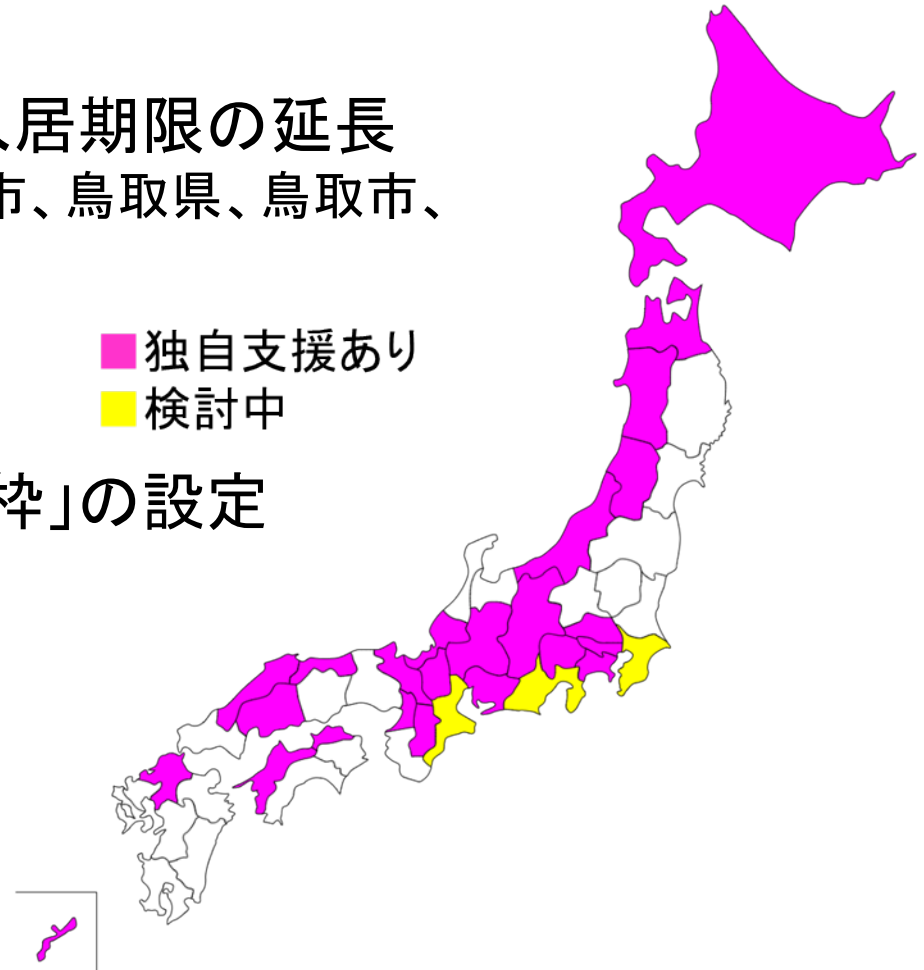 居期限の延長
市、鳥取県、鳥取市、
独自支援あり
検討中
枠」の設定